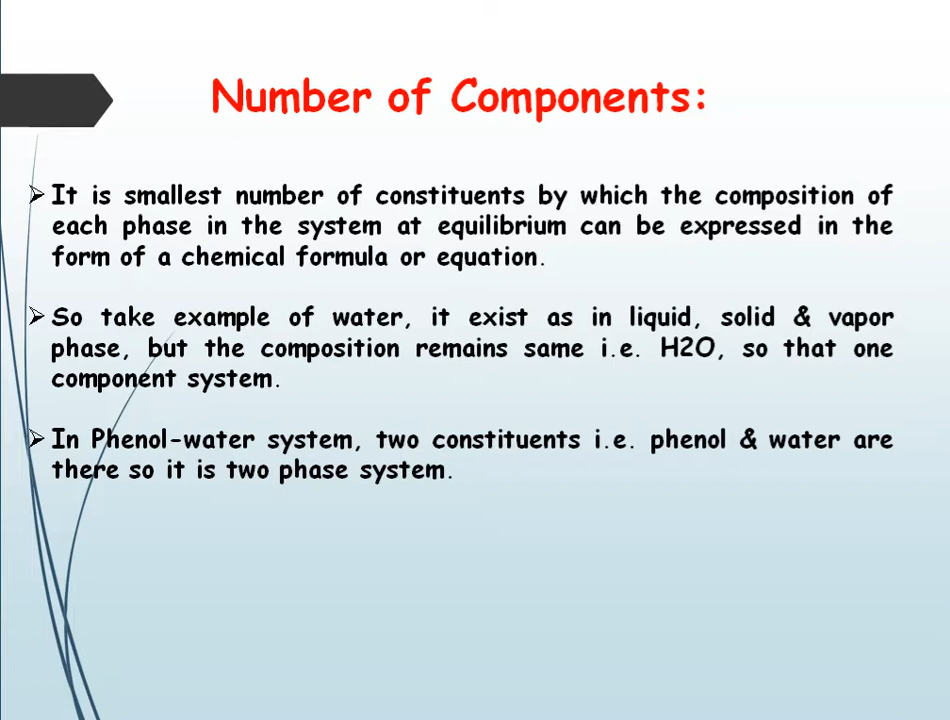 Number of Components:
➢ It is smallest number of constituents by which the composition of
each phase in the system at equilibrium can be expressed in the
form of a chemical formula or equation.
➢ So take example of water, it exist as in liquid, solid & vapor
phase, but the composition remains same i.e. H2O, so that one
component system.
➢ In Phenol-water system, two constituents i.e. phenol & water are
there so it is two phase system.